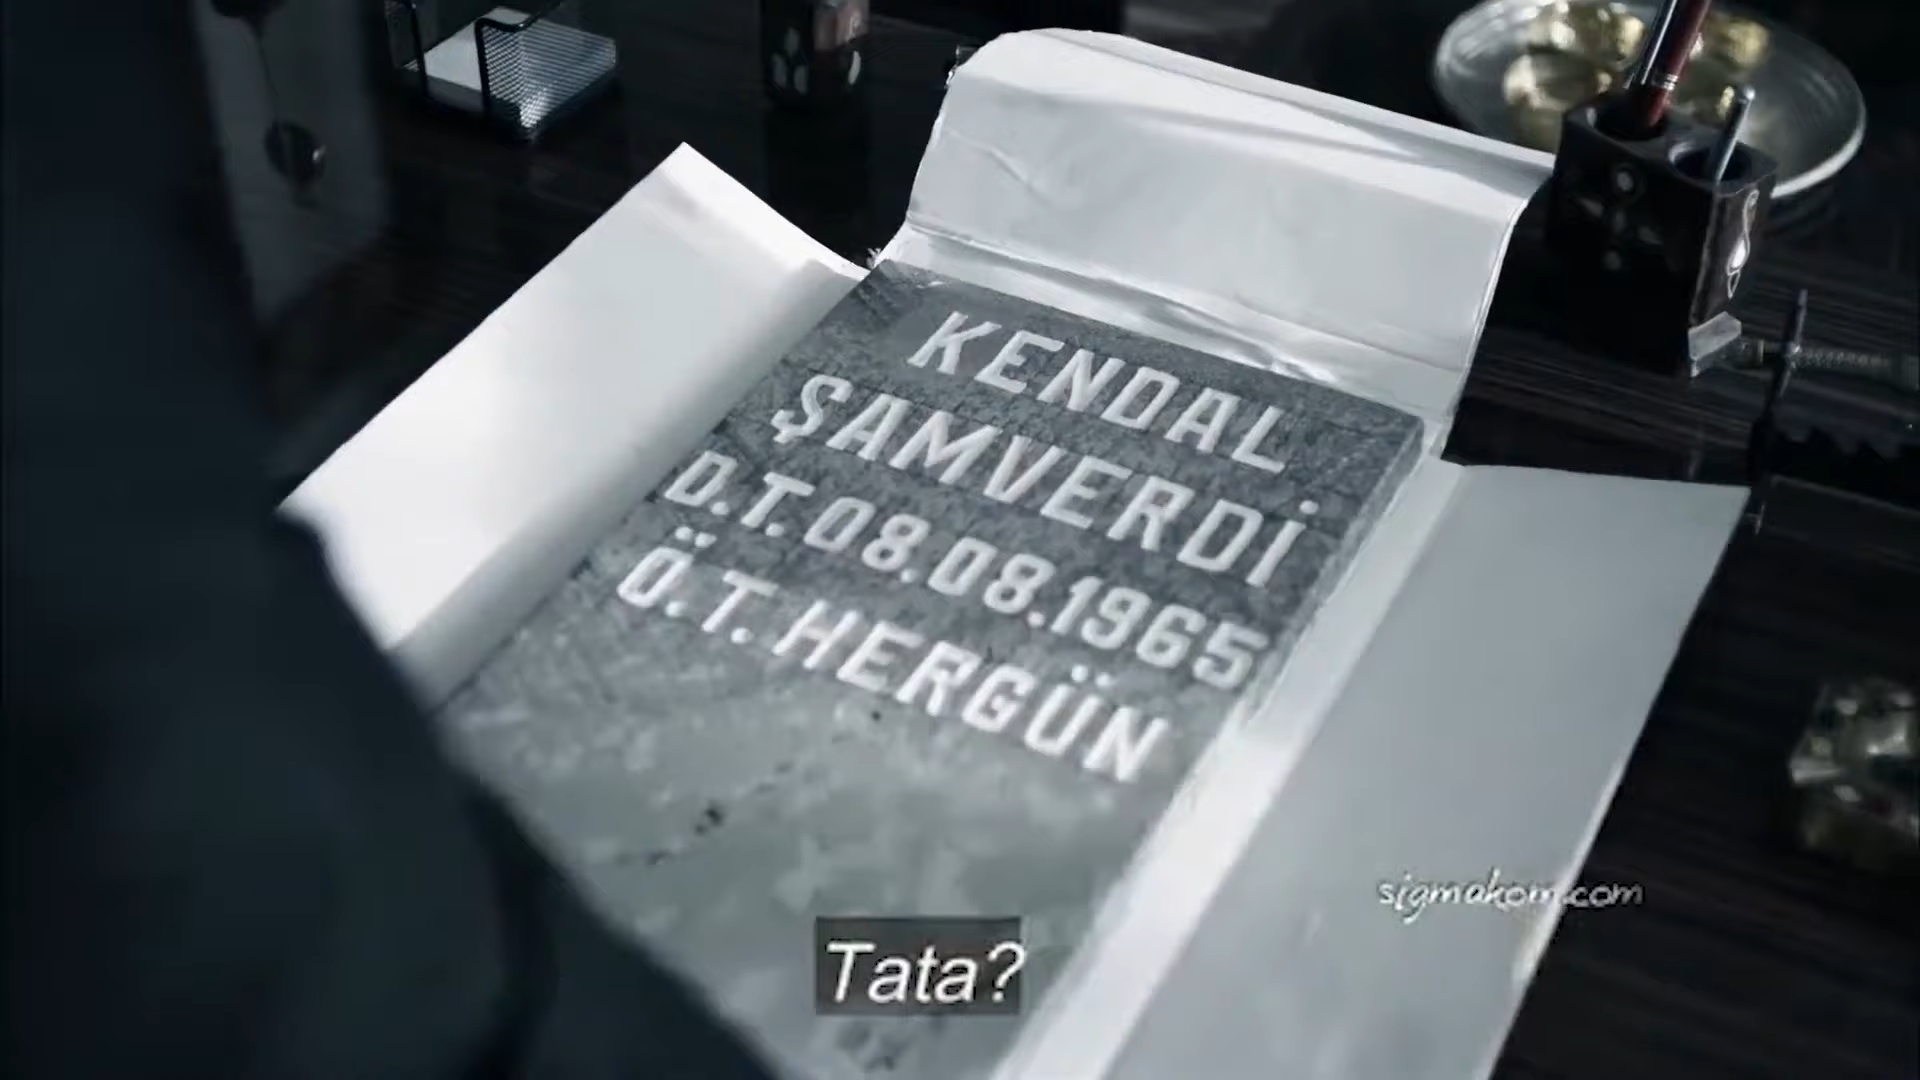 KENDAL
ŞAMVERDİ
D.T. 08.08.1965
Ö.T. HERGÜN
sigmakom.com
Tata?